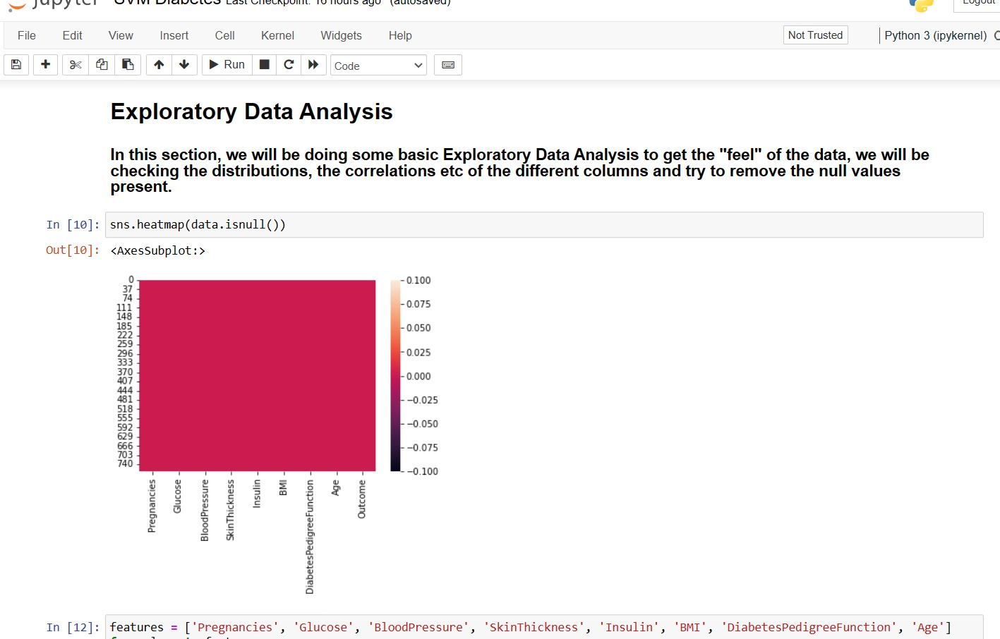 jupyter SVM Diabetes Last Checkpoint: 16 hours ago (autosaved)
Logout
File Edit View Insert Cell Kernel Widgets Help
Not Trusted
Python 3 (ipykernel)
Run
Code
Exploratory Data Analysis
In this section, we will be doing some basic Exploratory Data Analysis to get the "feel" of the data, we will be
checking the distributions, the correlations etc of the different columns and try to remove the null values
present.
In [10]: sns.heatmap(data.isnull())
Out[10]: <AxesSubplot:>
0
37
74
111
148
185
222
259
296
333
370
407
444
481
518
555
592
629
666
703
740
0.100
0.075
0.050
0.025
0.000
−0.025
−0.050
−0.075
−0.100
Pregnancies
Glucose
BloodPressure
SkinThickness
Insulin
BMI
DiabetesPedigreeFunction
Age
Outcome
In [12]: features = ['Pregnancies', 'Glucose', 'BloodPressure', 'SkinThickness', 'Insulin', 'BMI', 'DiabetesPedigreeFunction', 'Age']